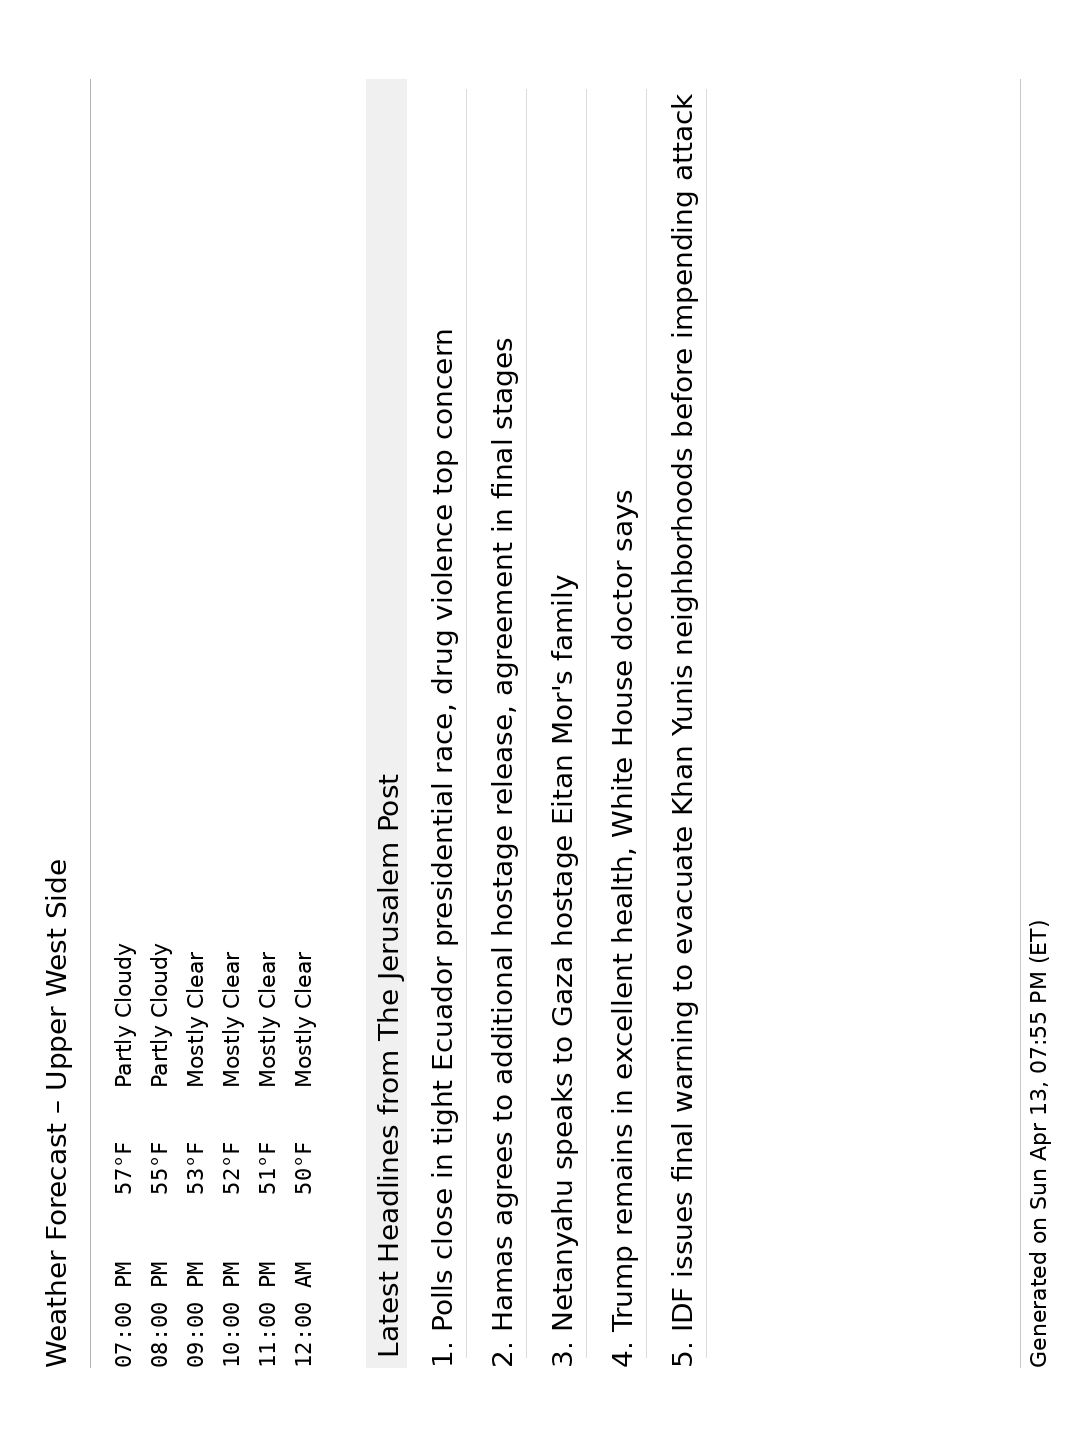 Weather Forecast – Upper West Side
07:00 PM 57°F Partly Cloudy
08:00 PM 55°F Partly Cloudy
09:00 PM 53°F Mostly Clear
10:00 PM 52°F Mostly Clear
11:00 PM 51°F Mostly Clear
12:00 AM 50°F Mostly Clear
Latest Headlines from The Jerusalem Post
1. Polls close in tight Ecuador presidential race, drug violence top concern
2. Hamas agrees to additional hostage release, agreement in final stages
3. Netanyahu speaks to Gaza hostage Eitan Mor's family
4. Trump remains in excellent health, White House doctor says
5. IDF issues final warning to evacuate Khan Yunis neighborhoods before impending attack
Generated on Sun Apr 13, 07:55 PM (ET)